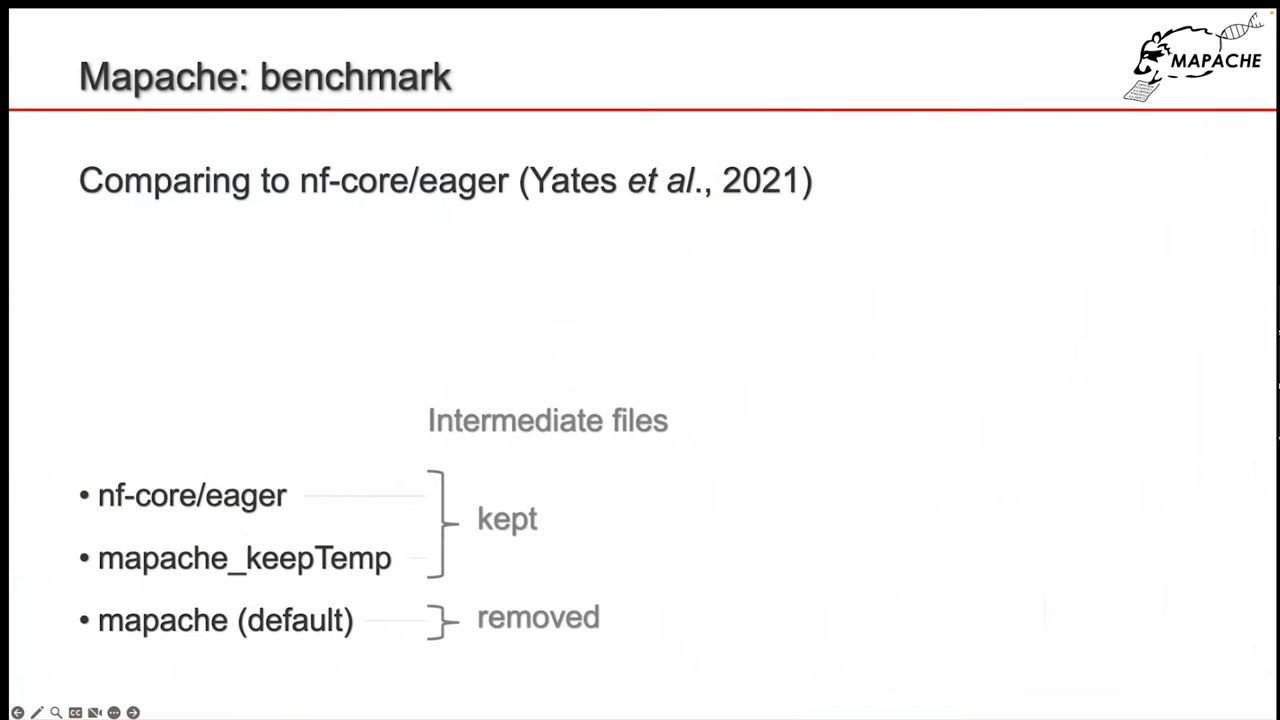 Mapache: benchmark
MAPACHE
Comparing to nf-core/eager (Yates et al., 2021)
Intermediate files
• nf-core/eager
kept
• mapache_keepTemp
• mapache (default)
removed
CC